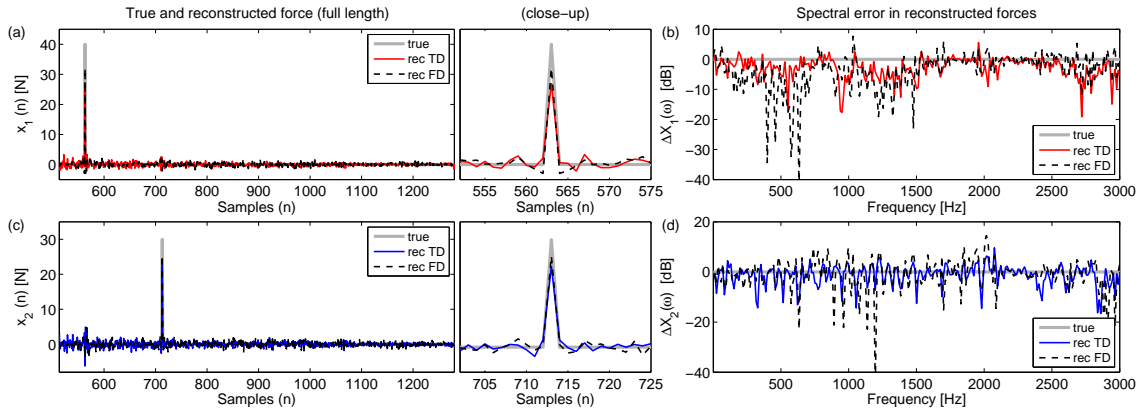 True and reconstructed force (full length)
(close−up)
Spectral error in reconstructed forces
(a)
x1 (n) [N]
40
30
20
10
0
true
rec TD
rec FD
600 700 800 900 1000 1100 1200
Samples (n)
555 560 565 570 575
Samples (n)
(b)
ΔX1(ω) [dB]
10
0
−10
−20
−30
−40
true
rec TD
rec FD
500 1000 1500 2000 2500 3000
Frequency [Hz]
(c)
x2 (n) [N]
30
20
10
0
true
rec TD
rec FD
600 700 800 900 1000 1100 1200
Samples (n)
705 710 715 720 725
Samples (n)
(d)
ΔX2(ω) [dB]
20
0
−20
−40
true
rec TD
rec FD
500 1000 1500 2000 2500 3000
Frequency [Hz]